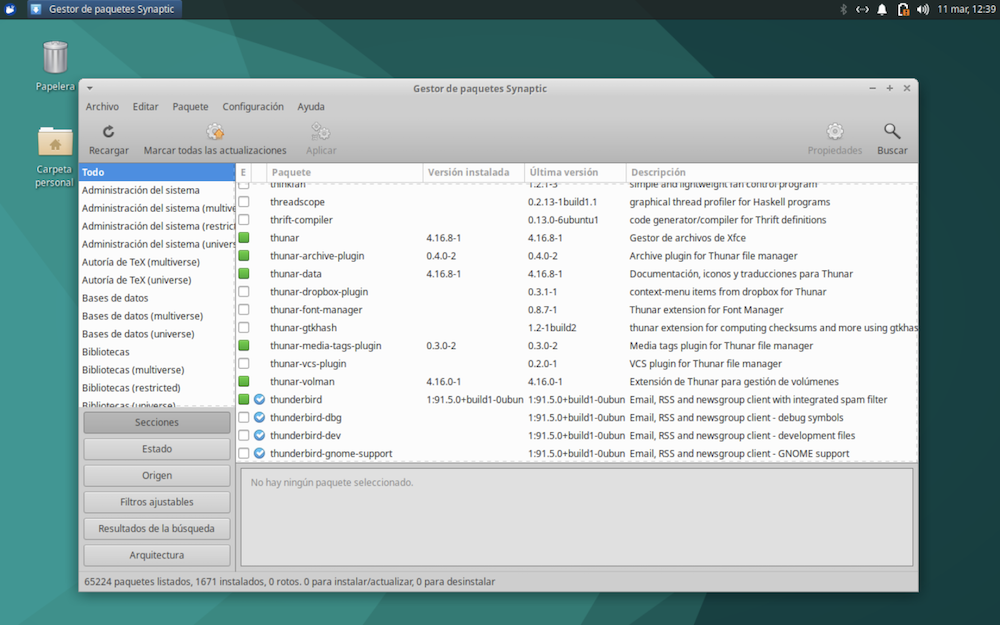 Gestor de paquetes Synaptic
11 mar, 12:39
Papelera
Carpeta
personal
Gestor de paquetes Synaptic
Archivo Editar Paquete Configuración Ayuda
Recargar Marcar todas las actualizaciones Aplicar Propiedades Buscar
Todo
Administración del sistema
Administración del sistema (multive
Administración del sistema (restric
Administración del sistema (univers
Autoría de TeX (multiverse)
Autoría de TeX (universe)
Bases de datos
Bases de datos (multiverse)
Bases de datos (universe)
Bibliotecas
Bibliotecas (multiverse)
Bibliotecas (restricted)
Bibliotecas (universe)
Secciones
Estado
Origen
Filtros ajustables
Resultados de la búsqueda
Arquitectura
E Paquete Versión instalada Última versión Descripción
thinkfan 1.2.1-3 simple and lightweight fan control program
threadscope 0.2.13-1build1.1 graphical thread profiler for Haskell programs
thrift-compiler 0.13.0-6ubuntu1 code generator/compiler for Thrift definitions
thunar 4.16.8-1 4.16.8-1 Gestor de archivos de Xfce
thunar-archive-plugin 0.4.0-2 0.4.0-2 Archive plugin for Thunar file manager
thunar-data 4.16.8-1 4.16.8-1 Documentación, iconos y traducciones para Thunar
thunar-dropbox-plugin 0.3.1-1 context-menu items from dropbox for Thunar
thunar-font-manager 0.8.7-1 Thunar extension for Font Manager
thunar-gtkhash 1.2-1build2 thunar extension for computing checksums and more using gtkhas
thunar-media-tags-plugin 0.3.0-2 0.3.0-2 Media tags plugin for Thunar file manager
thunar-vcs-plugin 0.2.0-1 VCS plugin for Thunar file manager
thunar-volman 4.16.0-1 4.16.0-1 Extensión de Thunar para gestión de volúmenes
thunderbird 1:91.5.0+build1-0ubun 1:91.5.0+build1-0ubun Email, RSS and newsgroup client with integrated spam filter
thunderbird-dbg 1:91.5.0+build1-0ubun Email, RSS and newsgroup client - debug symbols
thunderbird-dev 1:91.5.0+build1-0ubun Email, RSS and newsgroup client - development files
thunderbird-gnome-support 1:91.5.0+build1-0ubun Email, RSS and newsgroup client - GNOME support
No hay ningún paquete seleccionado.
65224 paquetes listados, 1671 instalados, 0 rotos. 0 para instalar/actualizar, 0 para desinstalar